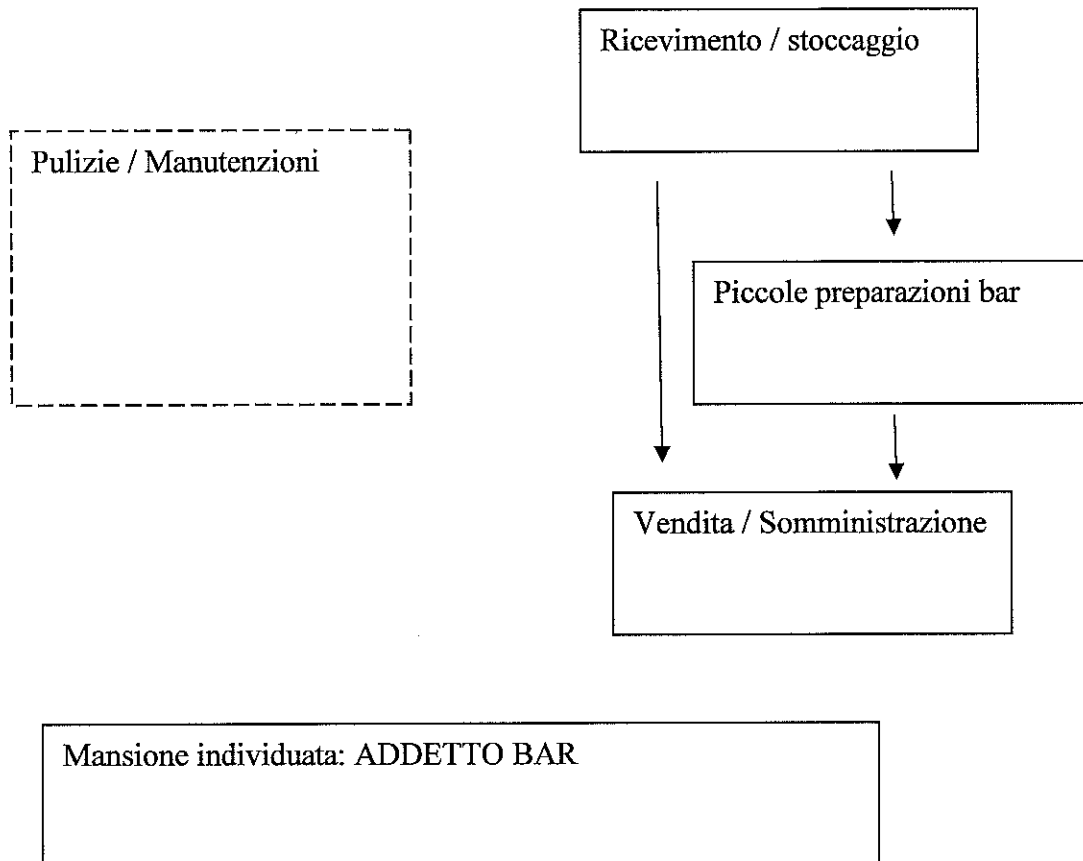 Ricevimento / stoccaggio
Pulizie / Manutenzioni
Piccole preparazioni bar
Vendita / Somministrazione
Mansione individuata: ADDETTO BAR